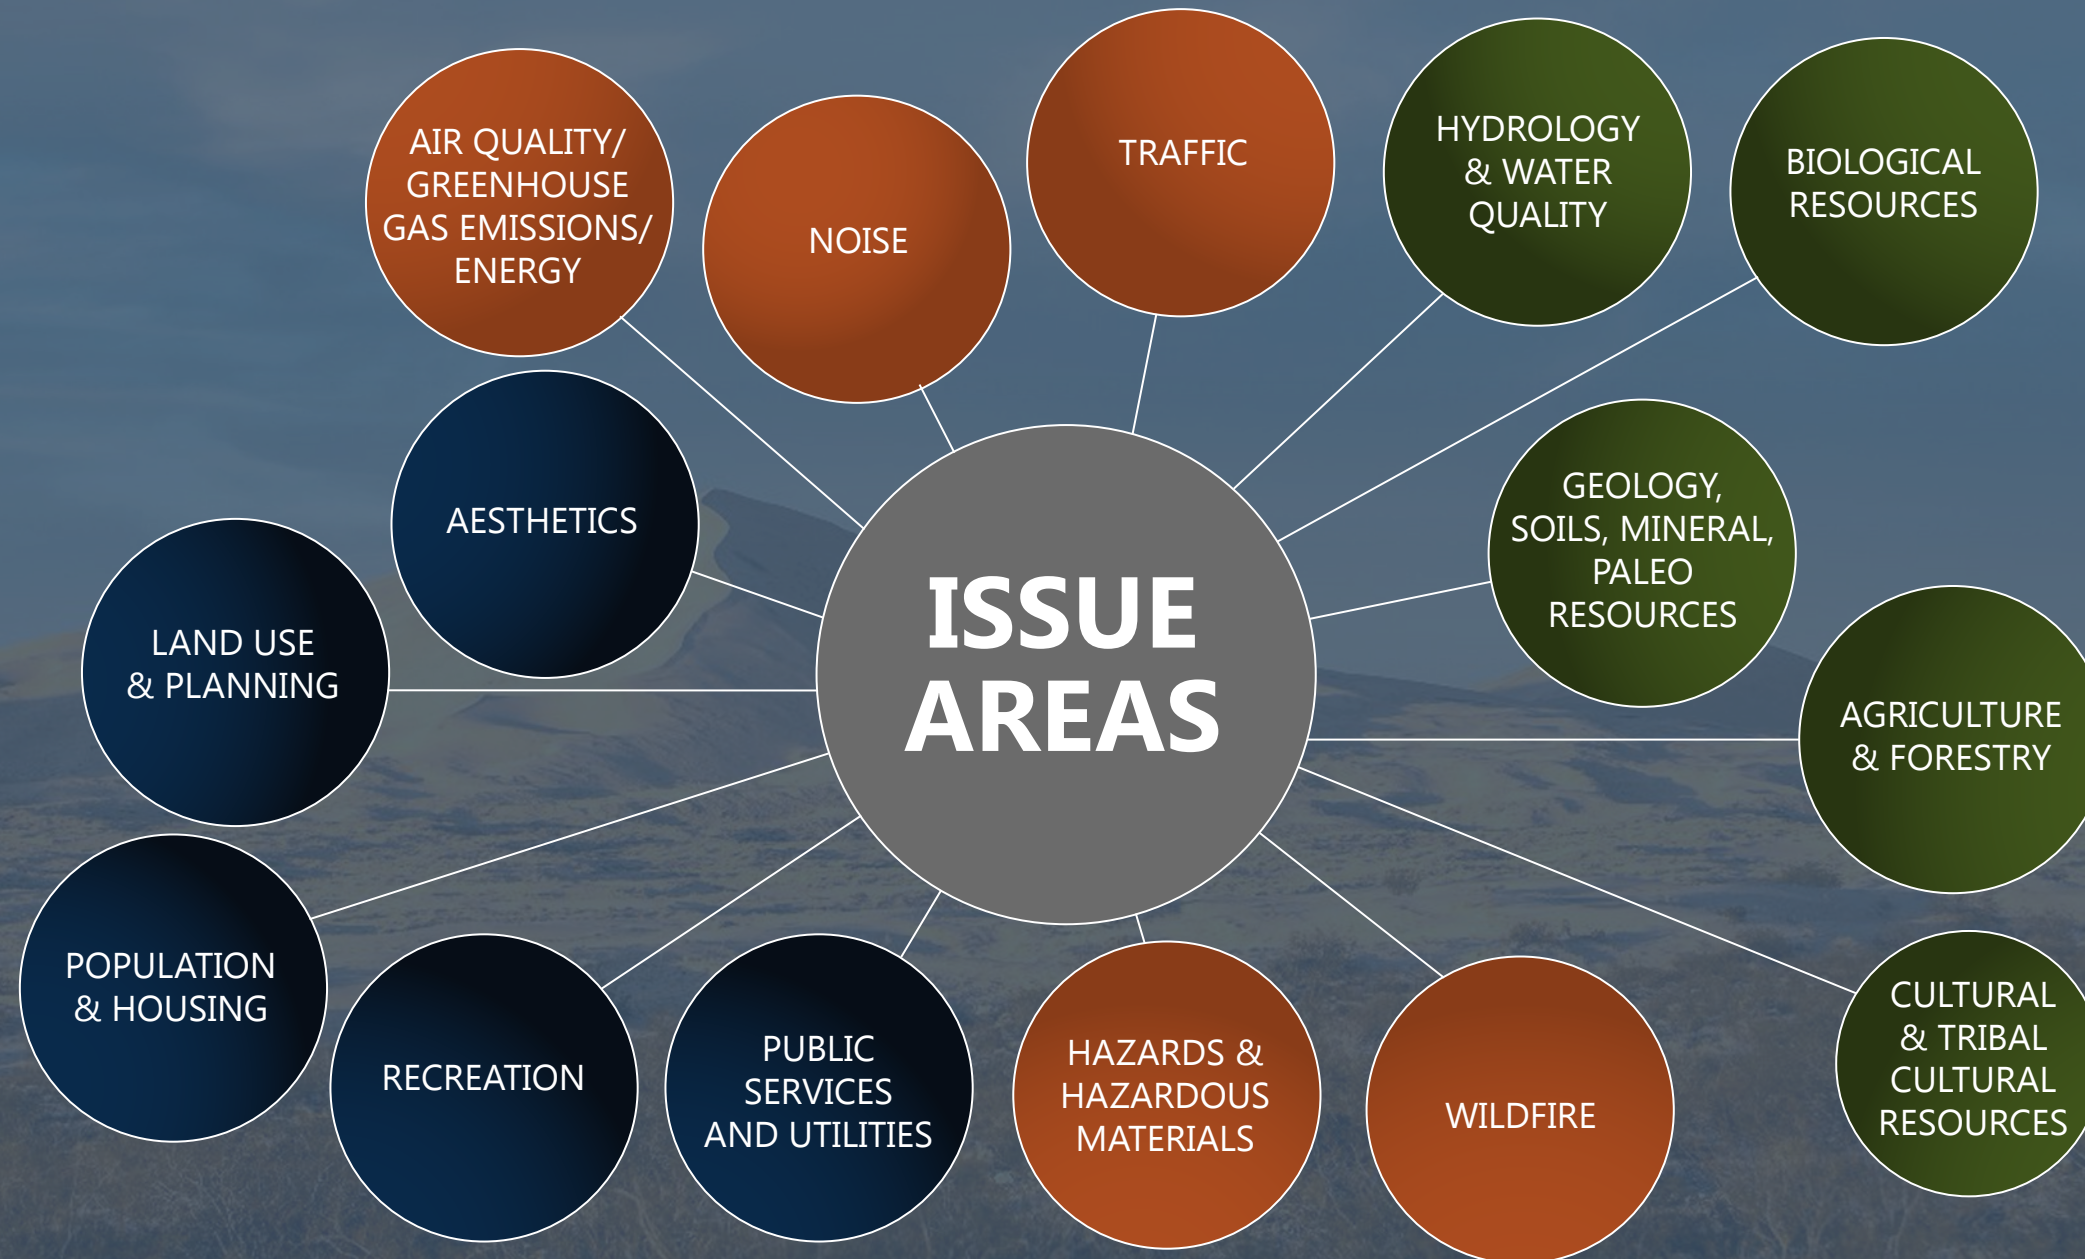 AIR QUALITY/
GREENHOUSE
GAS EMISSIONS/
ENERGY
NOISE
TRAFFIC
HYDROLOGY
& WATER
QUALITY
BIOLOGICAL
RESOURCES
AESTHETICS
GEOLOGY,
SOILS, MINERAL,
PALEO
RESOURCES
LAND USE
& PLANNING
ISSUE
AREAS
AGRICULTURE
& FORESTRY
POPULATION
& HOUSING
RECREATION
PUBLIC
SERVICES
AND UTILITIES
HAZARDS &
HAZARDOUS
MATERIALS
WILDFIRE
CULTURAL
& TRIBAL
CULTURAL
RESOURCES